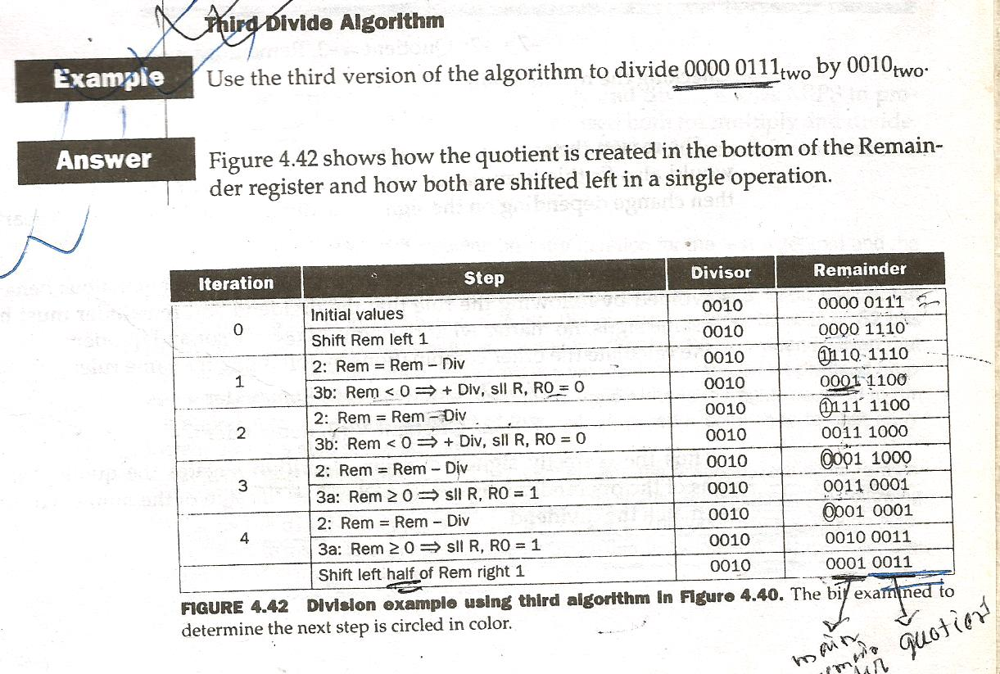 Third Divide Algorithm
Example
Use the third version of the algorithm to divide 0000 0111two by 0010two.
Answer
Figure 4.42 shows how the quotient is created in the bottom of the Remain-
der register and how both are shifted left in a single operation.
Iteration Step Divisor Remainder
0 Initial values 0010 0000 0111
Shift Rem left 1 0010 0000 1110
1 2: Rem = Rem – Div 0010 1110 1110
3b: Rem < 0 ⟹ + Div, sll R, R0 = 0 0010 0001 1100
2 2: Rem = Rem – Div 0010 1111 1100
3b: Rem < 0 ⟹ + Div, sll R, R0 = 0 0010 0011 1000
3 2: Rem = Rem – Div 0010 0001 1000
3a: Rem ≥ 0 ⟹ sll R, R0 = 1 0010 0011 0001
4 2: Rem = Rem – Div 0010 0001 0001
3a: Rem ≥ 0 ⟹ sll R, R0 = 1 0010 0010 0011
Shift left half of Rem right 1 0010 0001 0011
FIGURE 4.42 Division example using third algorithm in Figure 4.40. The bit examined to
determine the next step is circled in color.
main quotient